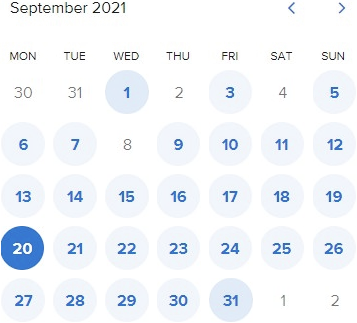 September 2021
MON TUE WED THU FRI SAT SUN
30 31 1 2 3 4 5
6 7 8 9 10 11 12
13 14 15 16 17 18 19
20 21 22 23 24 25 26
27 28 29 30 31 1 2